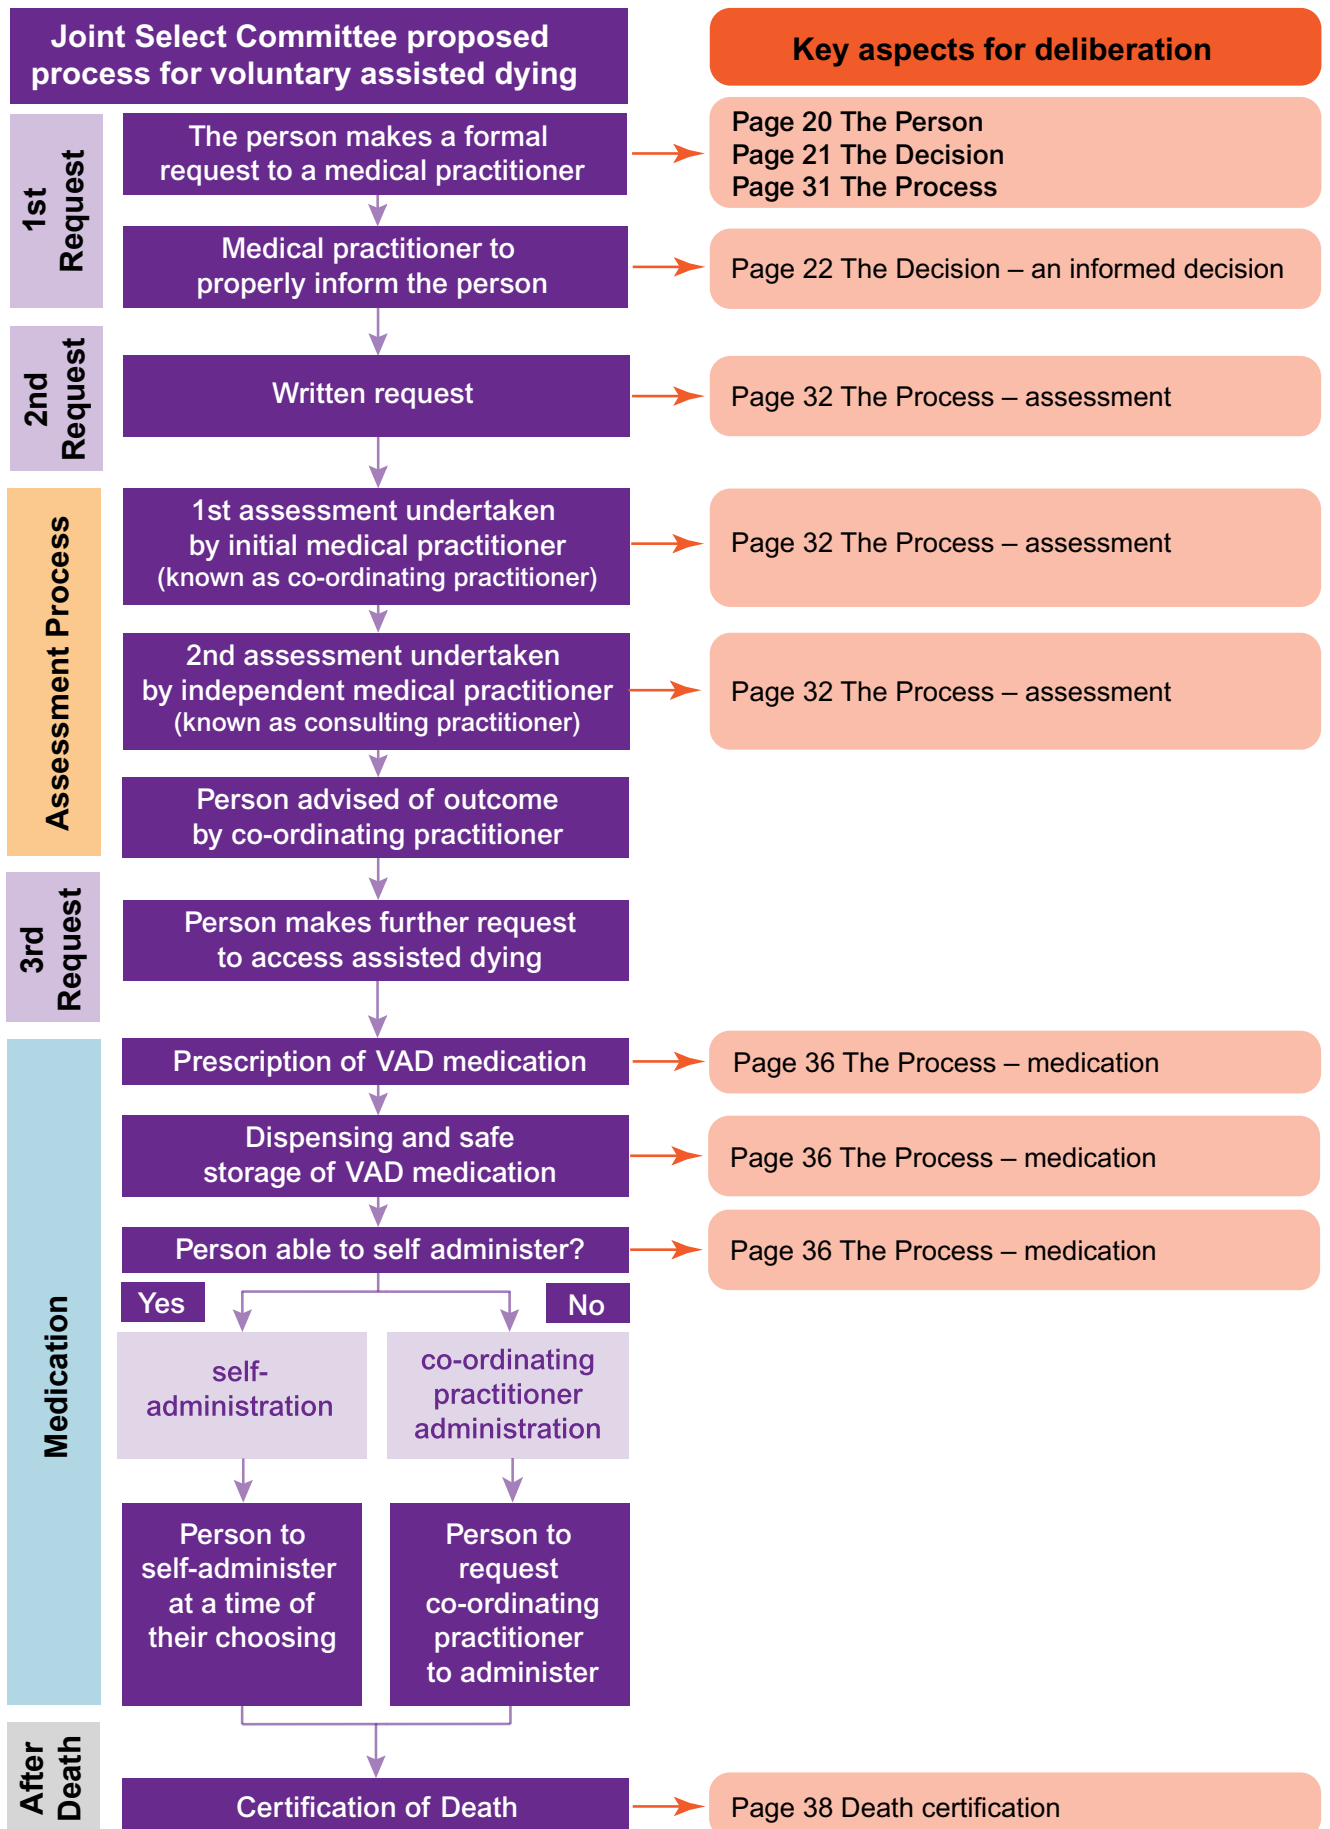 Joint Select Committee proposed
process for voluntary assisted dying
Key aspects for deliberation
1st
Request
The person makes a formal
request to a medical practitioner
Page 20 The Person
Page 21 The Decision
Page 31 The Process
Medical practitioner to
properly inform the person
Page 22 The Decision – an informed decision
2nd
Request
Written request
Page 32 The Process – assessment
Assessment Process
1st assessment undertaken
by initial medical practitioner
(known as co-ordinating practitioner)
Page 32 The Process – assessment
2nd assessment undertaken
by independent medical practitioner
(known as consulting practitioner)
Page 32 The Process – assessment
Person advised of outcome
by co-ordinating practitioner
3rd
Request
Person makes further request
to access assisted dying
Medication
Prescription of VAD medication
Page 36 The Process – medication
Dispensing and safe
storage of VAD medication
Page 36 The Process – medication
Person able to self administer?
Page 36 The Process – medication
Yes
No
self-
administration
co-ordinating
practitioner
administration
Person to
self-administer
at a time of
their choosing
Person to
request
co-ordinating
practitioner
to administer
After
Death
Certification of Death
Page 38 Death certification